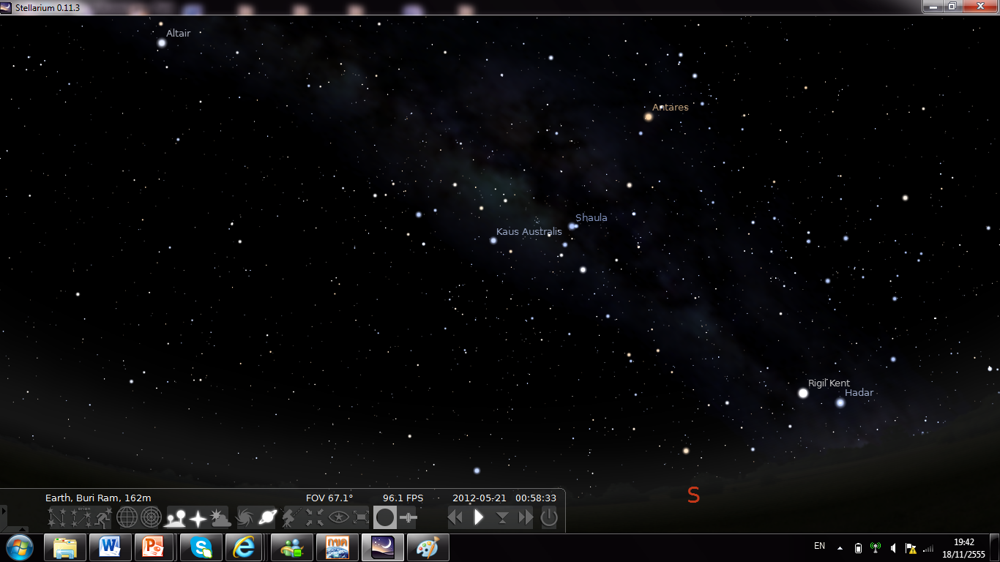 Stellarium 0.11.3
Altair
Antares
Shaula
Kaus Australis
Rigil Kent
Hadar
S
Earth, Buri Ram, 162m FOV 67.1° 96.1 FPS 2012-05-21 00:58:33
orion
EN
19:42
18/11/2555